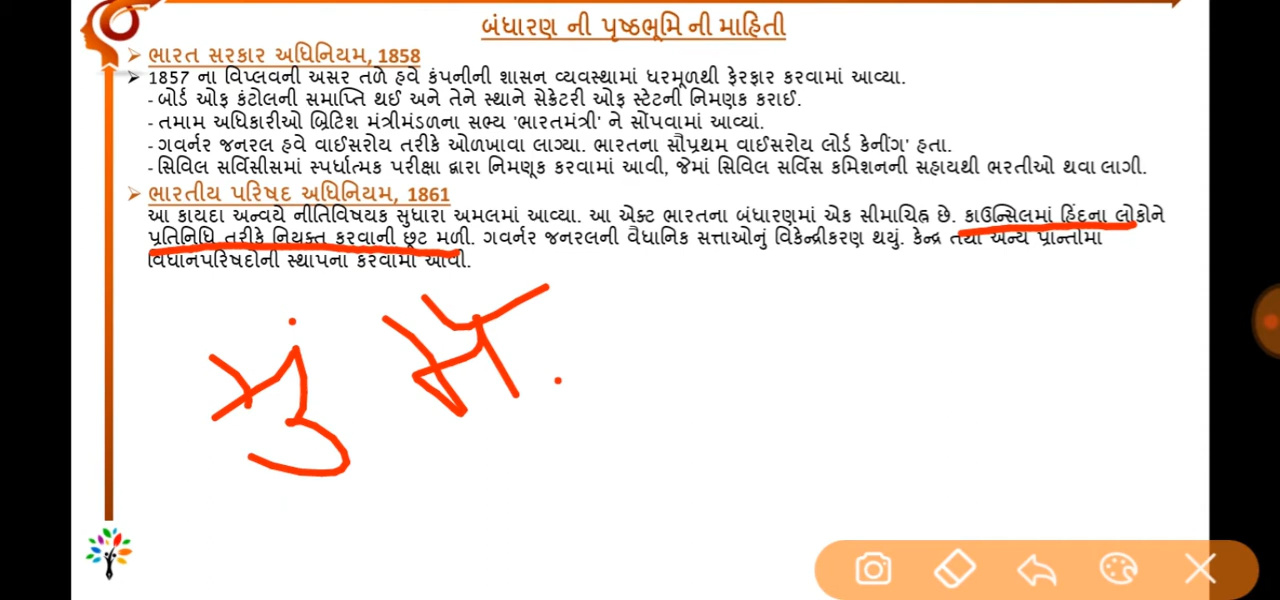 બંધારણ ની પૃષ્ઠભૂમિ ની માહિતી
ભારત સરકાર અધિનિયમ, 1858
1857 ના વિપ્લવની અસર તળે હવે કંપનીની શાસન વ્યવસ્થામાં ધરમૂળથી ફેરફાર કરવામાં આવ્યા.
- બોર્ડ ઓફ કંટોલની સમાપ્તિ થઈ અને તેને સ્થાને સેક્રેટરી ઓફ સ્ટેટની નિમણક કરાઈ.
- તમામ અધિકારીઓ બ્રિટિશ મંત્રીમંડળના સભ્ય 'ભારતમંત્રી' ને સોંપવામાં આવ્યાં.
- ગવર્નર જનરલ હવે વાઈસરોય તરીકે ઓળખાવા લાગ્યા. ભારતના સૌપ્રથમ વાઈસરોય લોર્ડ કેનીંગ' હતા.
- સિવિલ સર્વિસીસમાં સ્પર્ધાત્મક પરીક્ષા દ્વારા નિમણૂક કરવામાં આવી, જેમાં સિવિલ સર્વિસ કમિશનની સહાયથી ભરતીઓ થવા લાગી.
ભારતીય પરિષદ અધિનિયમ, 1861
આ કાયદા અન્વયે નીતિવિષયક સુધારા અમલમાં આવ્યા. આ એક્ટ ભારતના બંધારણમાં એક સીમાચિહ્ન છે. કાઉન્સિલમાં હિંદના લોકોને
પ્રતિનિધિ તરીકે નિયુક્ત કરવાની છૂટ મળી. ગવર્નર જનરલની વૈધાનિક સત્તાઓનું વિકેન્દ્રીકરણ થયું. કેન્દ્ર તથા અન્ય પ્રાન્તોમાં
વિધાનપરિષદોની સ્થાપના કરવામાં આવી.